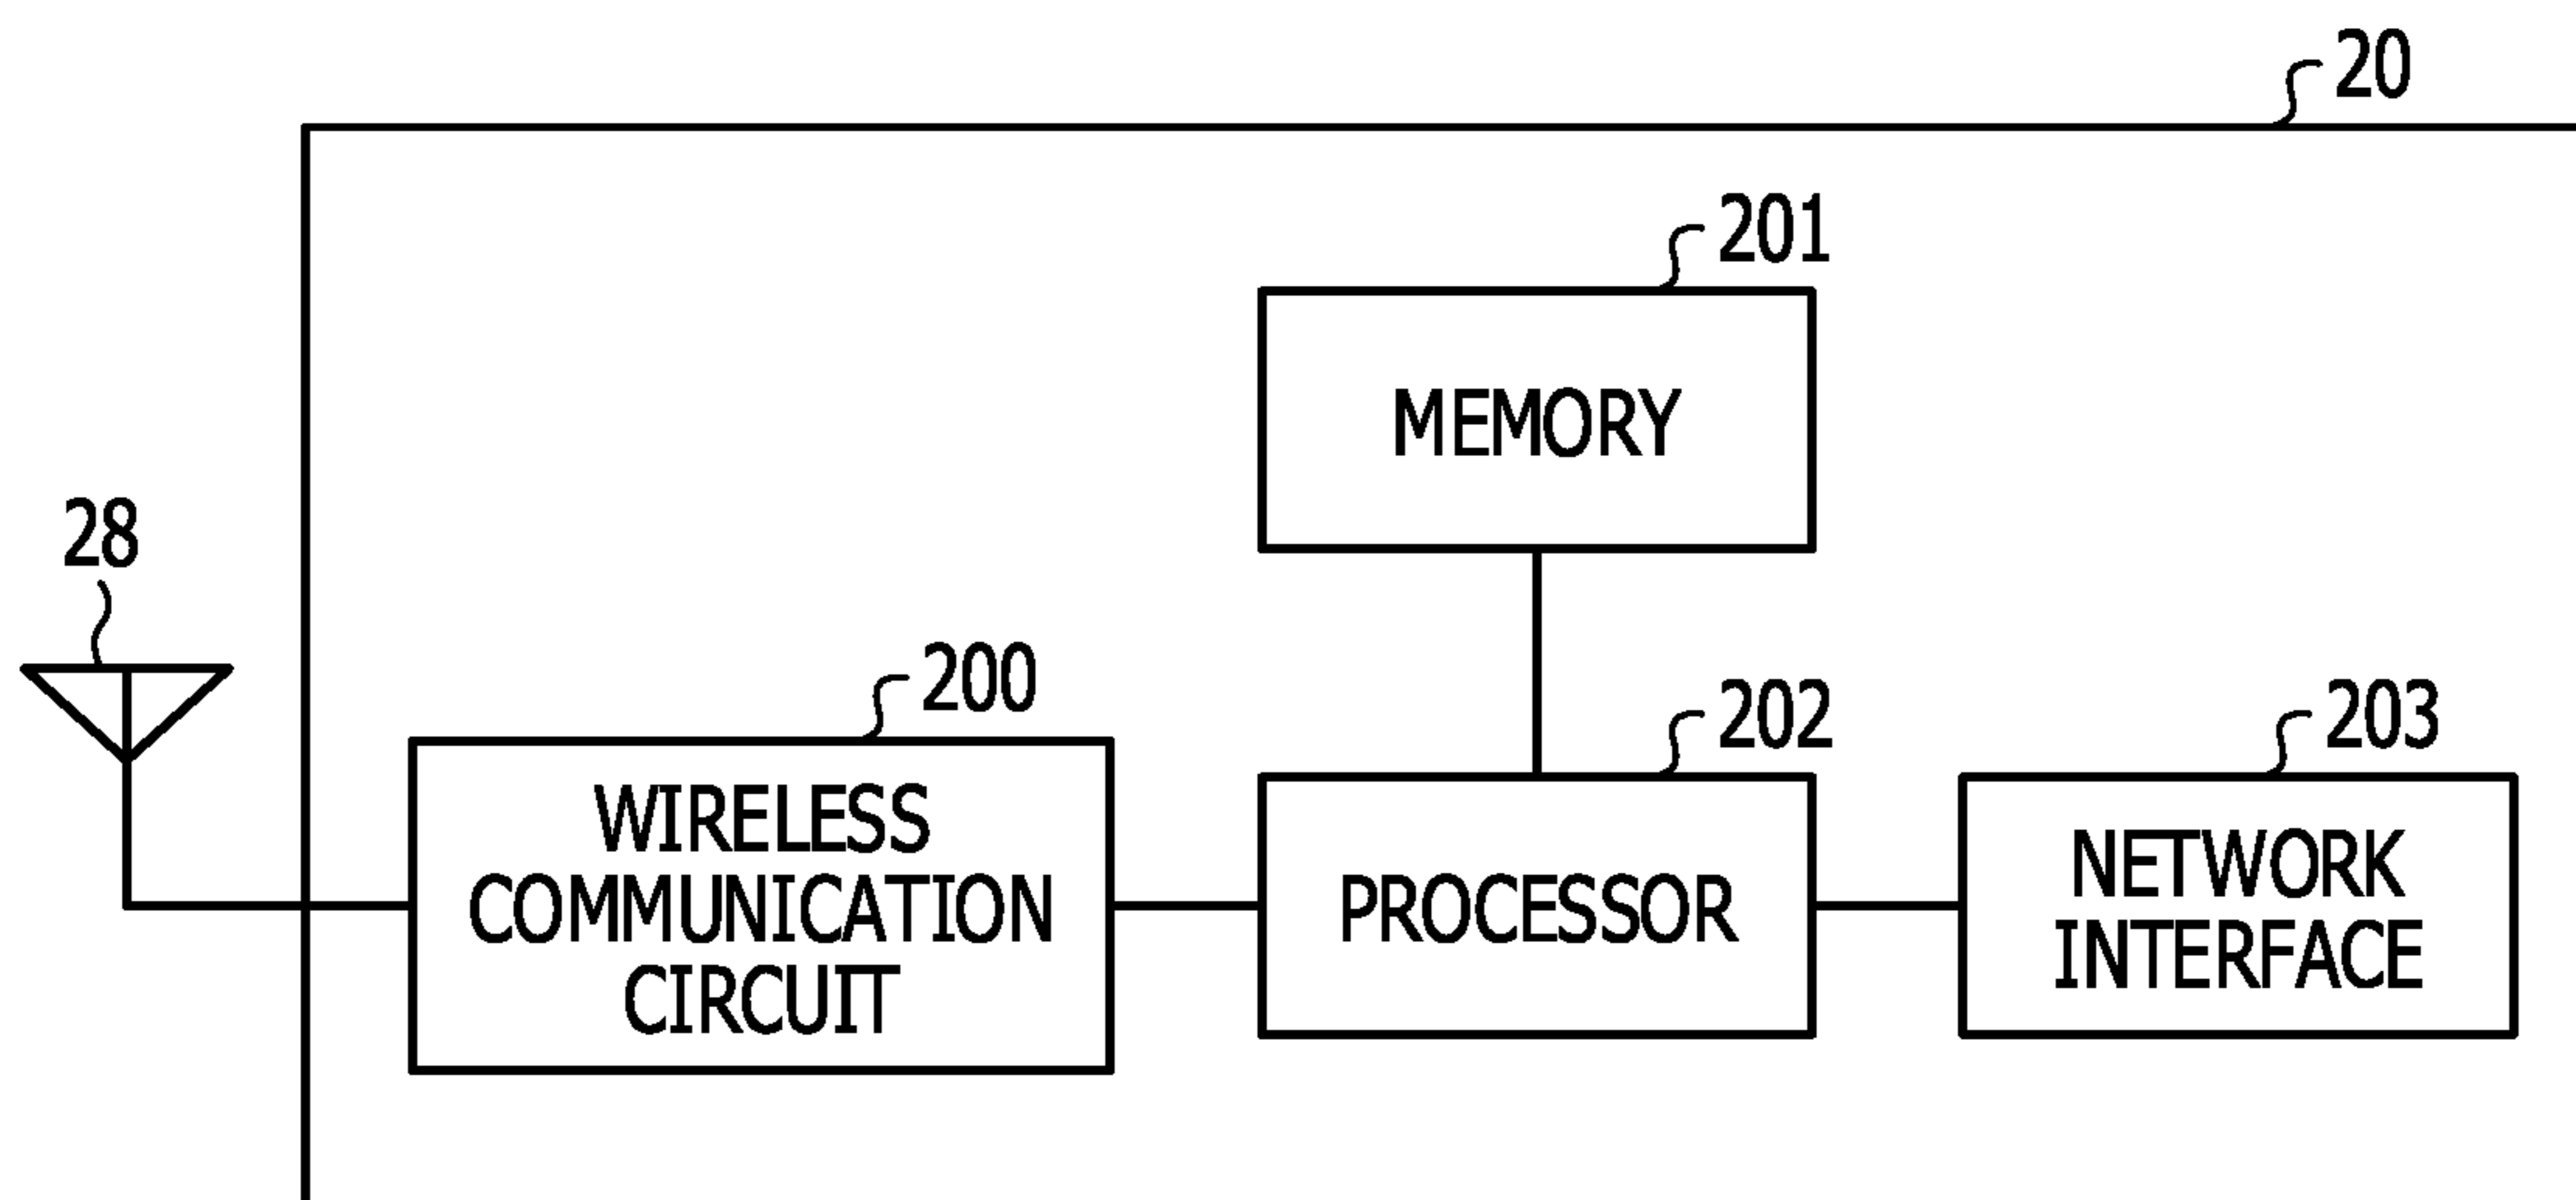 20
201
MEMORY
28
200
202
203
WIRELESS
COMMUNICATION
CIRCUIT
PROCESSOR
NETWORK
INTERFACE